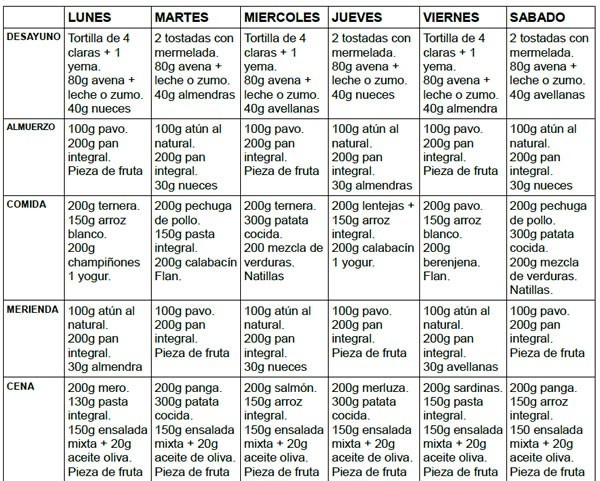 LUNES MARTES MIERCOLES JUEVES VIERNES SABADO
DESAYUNO
Tortilla de 4
claras + 1
yema.
80g avena +
leche o zumo.
40g nueces
2 tostadas con
mermelada.
80g avena +
leche o zumo.
40g almendras
Tortilla de 4
claras + 1
yema.
80g avena +
leche o zumo.
40g avellanas
2 tostadas con
mermelada.
80g avena +
leche o zumo.
40g nueces
Tortilla de 4
claras + 1
yema.
80g avena +
leche o zumo.
40g almendra
2 tostadas con
mermelada.
80g avena +
leche o zumo.
40g avellanas
ALMUERZO
100g pavo.
200g pan
integral.
Pieza de fruta
100g atún al
natural.
200g pan
integral.
30g nueces
100g pavo.
200g pan
integral.
Pieza de fruta
100g atún al
natural.
200g pan
integral.
30g almendras
100g pavo.
200g pan
integral.
Pieza de fruta
100g atún al
natural.
200g pan
integral.
30g nueces
COMIDA
200g ternera.
150g arroz
blanco.
200g
champiñones
1 yogur.
200g pechuga
de pollo.
150g pasta
integral.
200g calabacín
Flan.
200g ternera.
300g patata
cocida.
200 mezcla de
verduras.
Natillas
200g lentejas +
150g arroz
integral.
200g calabacín
1 yogur.
200g pavo.
150g arroz
blanco.
200g
berenjena.
Flan.
200g pechuga
de pollo.
300g patata
cocida.
200g mezcla
de verduras.
Natillas.
MERIENDA
100g atún al
natural.
200g pan
integral.
30g almendra
100g pavo.
200g pan
integral.
Pieza de fruta
100g atún al
natural.
200g pan
integral.
30g nueces
100g pavo.
200g pan
integral.
Pieza de fruta
100g atún al
natural.
200g pan
integral.
30g avellanas
100g pavo.
200g pan
integral.
Pieza de fruta
CENA
200g mero.
130g pasta
integral.
150g ensalada
mixta + 20g
aceite oliva.
Pieza de fruta
200g panga.
300g patata
cocida.
150g ensalada
mixta + 20g
aceite de oliva.
Pieza de fruta
200g salmón.
150g arroz
integral.
150g ensalada
mixta + 20g
aceite oliva.
Pieza de fruta
200g merluza.
300g patata
cocida.
150g ensalada
mixta + 20g
aceite de oliva.
Pieza de fruta
200g sardinas.
150g pasta
integral.
150g ensalada
mixta + 20g
aceite oliva.
Pieza de fruta
200g panga.
150g arroz
integral.
150 ensalada
mixta + 20g
aceite oliva.
Pieza de fruta